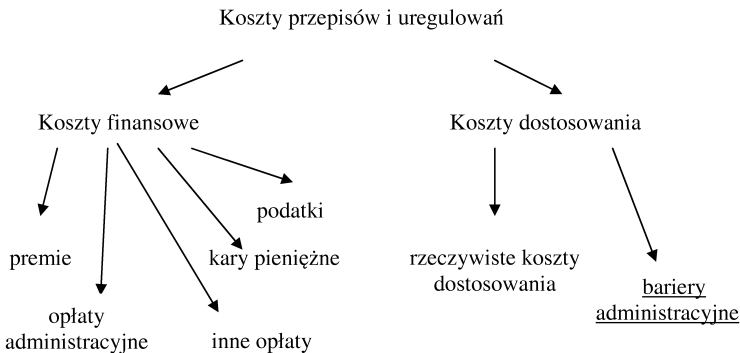 Koszty przepisów i uregulowań
Koszty finansowe
Koszty dostosowania
podatki
premie
kary pieniężne
rzeczywiste koszty
dostosowania
bariery
administracyjne
opłaty
administracyjne
inne opłaty